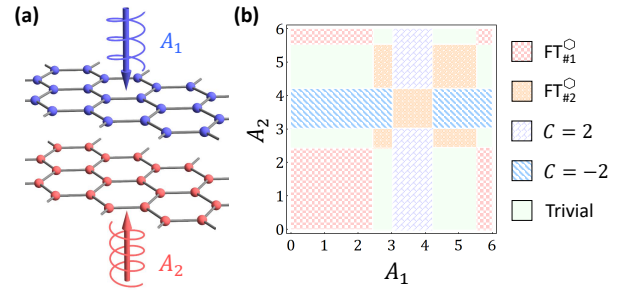 (a)
A₁
A₂
(b)
6
5
4
3
2
1
0
A₂
0 1 2 3 4 5 6
A₁
FT⬡#1
FT⬡#2
C = 2
C = −2
Trivial